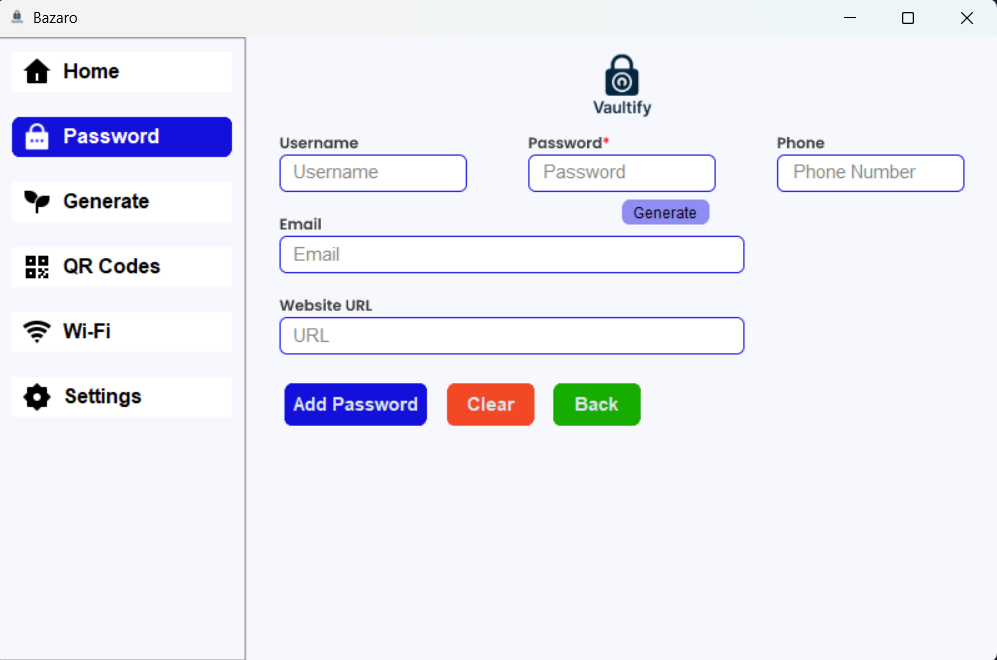 Bazaro
Home
Password
Generate
QR Codes
Wi-Fi
Settings
Vaultify
Username Password* Phone
Username Password Phone Number
Generate
Email
Email
Website URL
URL
Add Password Clear Back